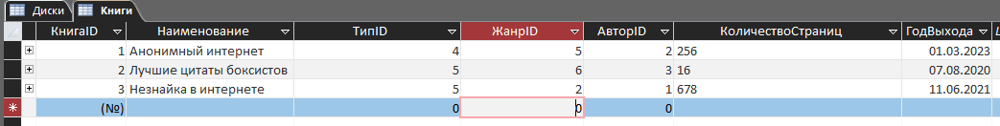 Диски Книги
КнигаID Наименование ТипID ЖанрID АвторID КоличествоСтраниц ГодВыхода
1 Анонимный интернет 4 5 2 256 01.03.2023
2 Лучшие цитаты боксистов 5 6 3 16 07.08.2020
3 Незнайка в интернете 5 2 1 678 11.06.2021
(№) 0 0 0